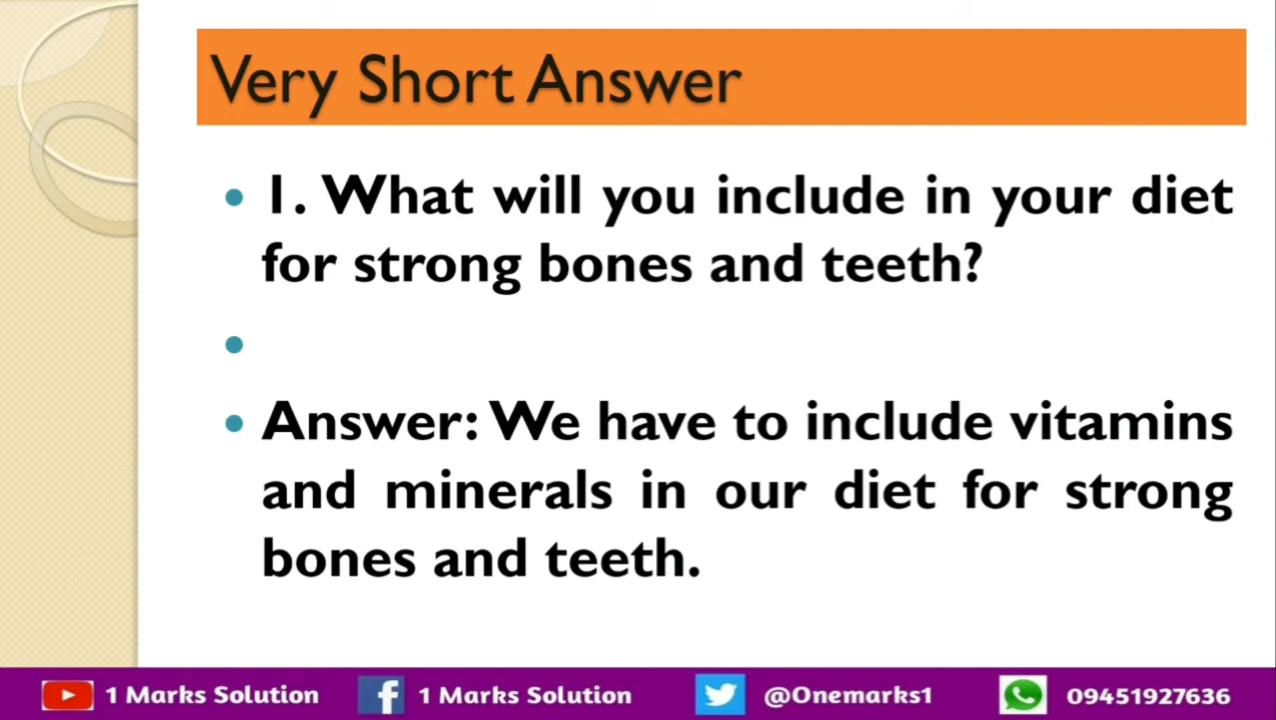 Very Short Answer
1. What will you include in your diet
for strong bones and teeth?
Answer: We have to include vitamins
and minerals in our diet for strong
bones and teeth.
1 Marks Solution 1 Marks Solution @Onemarks1 09451927636